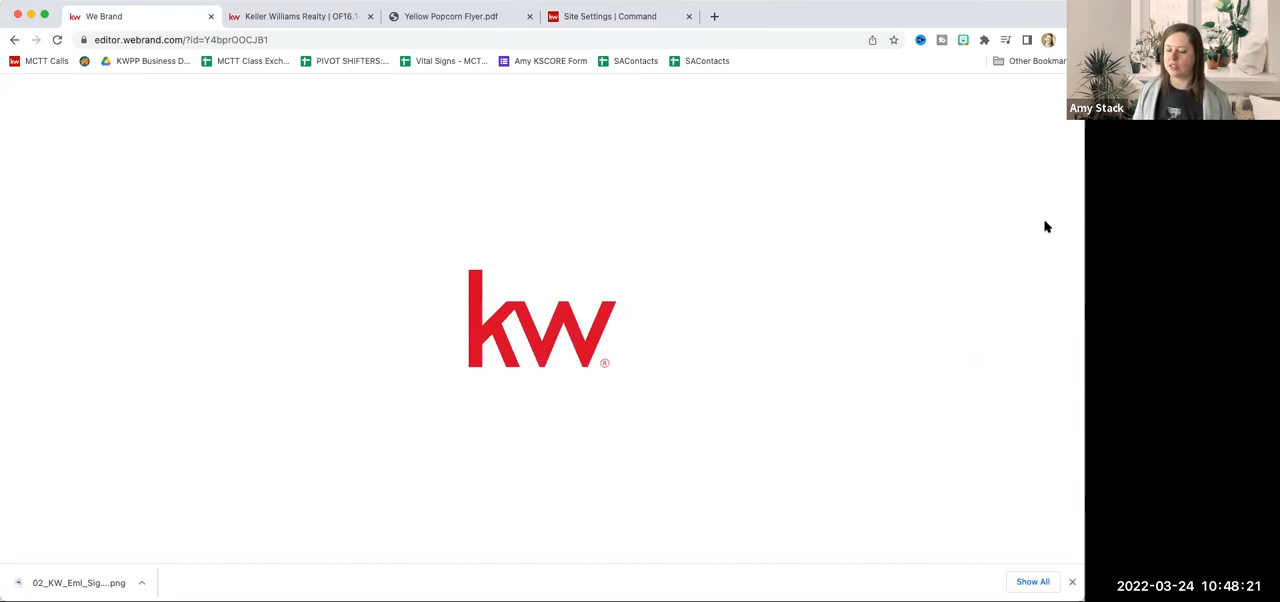 We Brand
Keller Williams Realty | OF16.1
Yellow Popcorn Flyer.pdf
Site Settings | Command
editor.webrand.com/?id=Y4bprOOCJB1
MCTT Calls
KWPP Business D...
MCTT Class Exch...
PIVOT SHIFTERS:...
Vital Signs - MCT...
Amy KSCORE Form
SAContacts
SAContacts
Other Bookmar
Amy Stack
kw
®
02_KW_Eml_Sig....png
Show All
2022-03-24 10:48:21